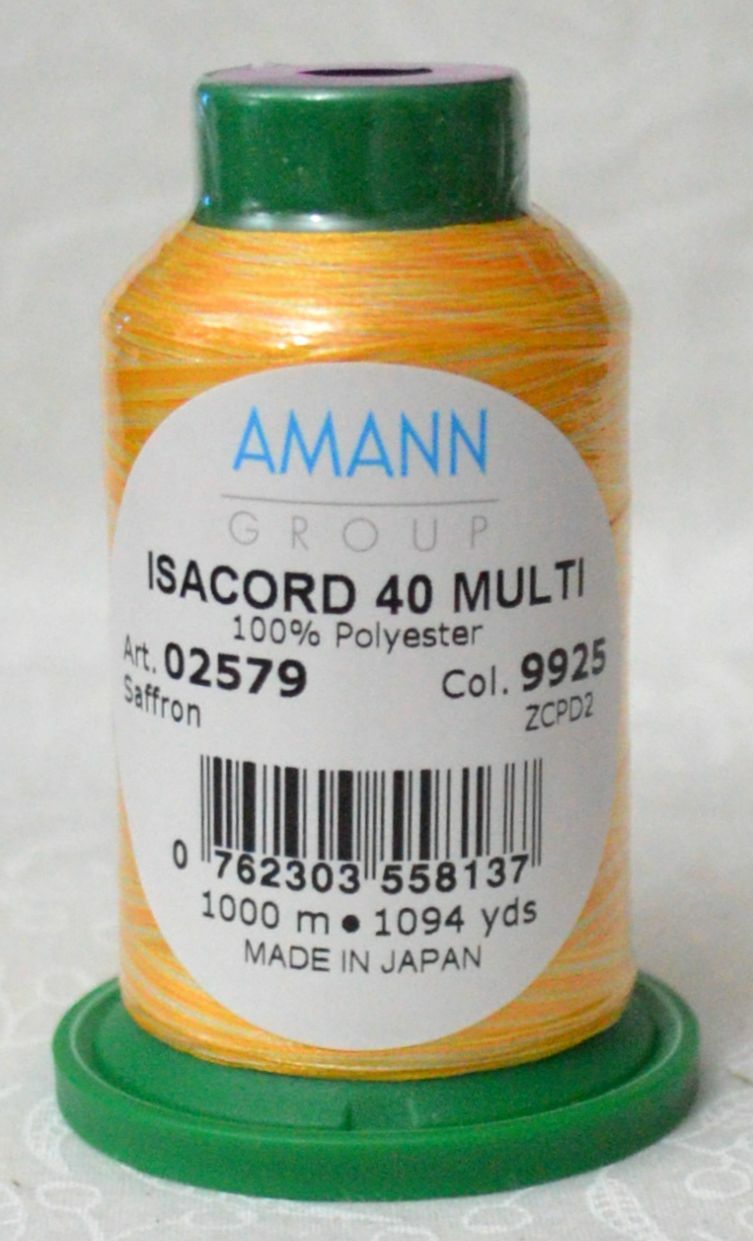 AMANN
GROUP
ISACORD 40 MULTI
100% Polyester
Art. 02579 Col. 9925
Saffron ZCPD2
0 762303 558137
1000 m • 1094 yds
MADE IN JAPAN